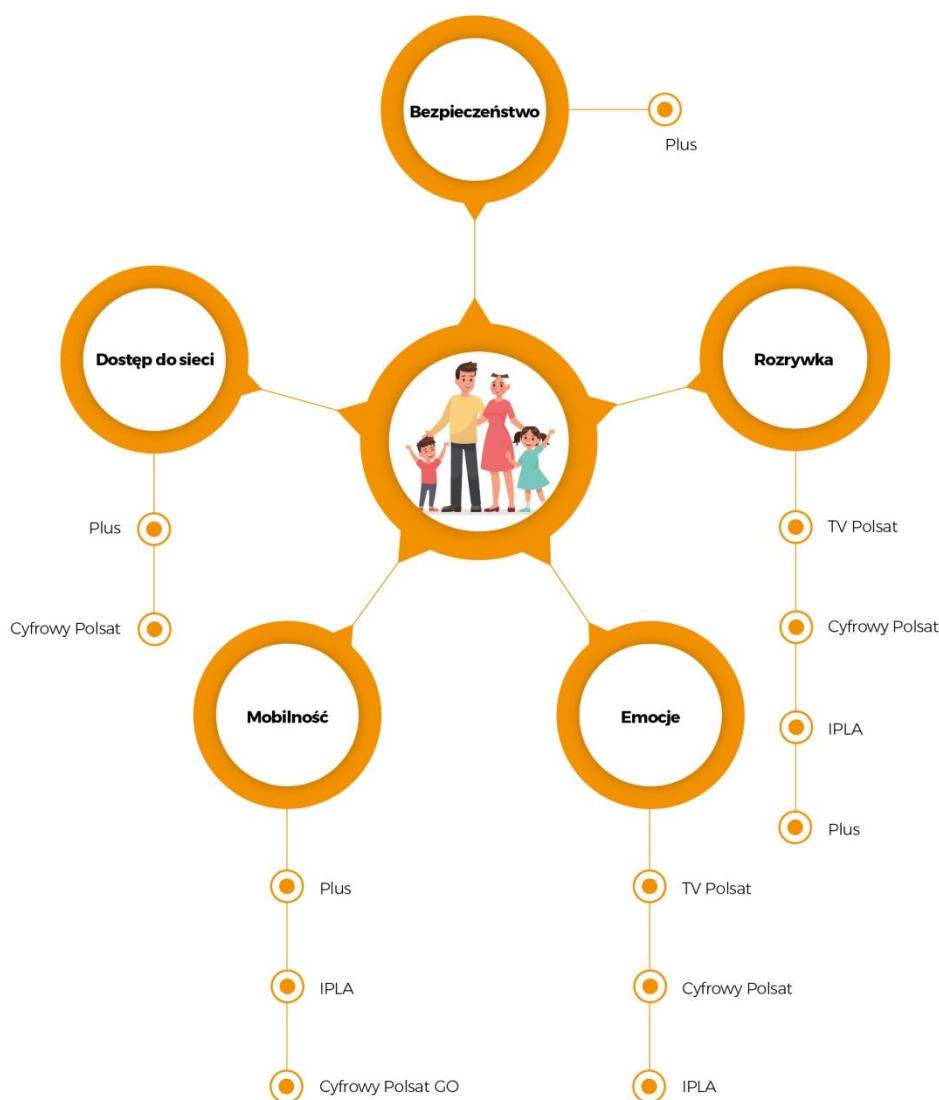 Bezpieczeństwo
Plus
Dostęp do sieci
Plus
Cyfrowy Polsat
Rozrywka
TV Polsat
Cyfrowy Polsat
IPLA
Plus
Mobilność
Plus
IPLA
Cyfrowy Polsat GO
Emocje
TV Polsat
Cyfrowy Polsat
IPLA